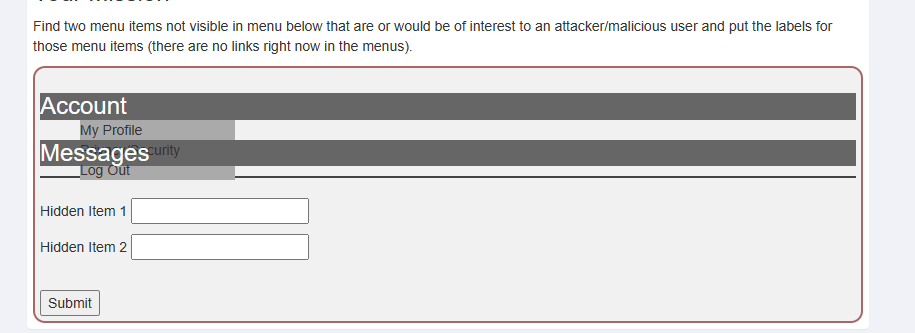 Find two menu items not visible in menu below that are or would be of interest to an attacker/malicious user and put the labels for
those menu items (there are no links right now in the menus).
Account
My Profile
Messages
Log Out
Hidden Item 1
Hidden Item 2
Submit